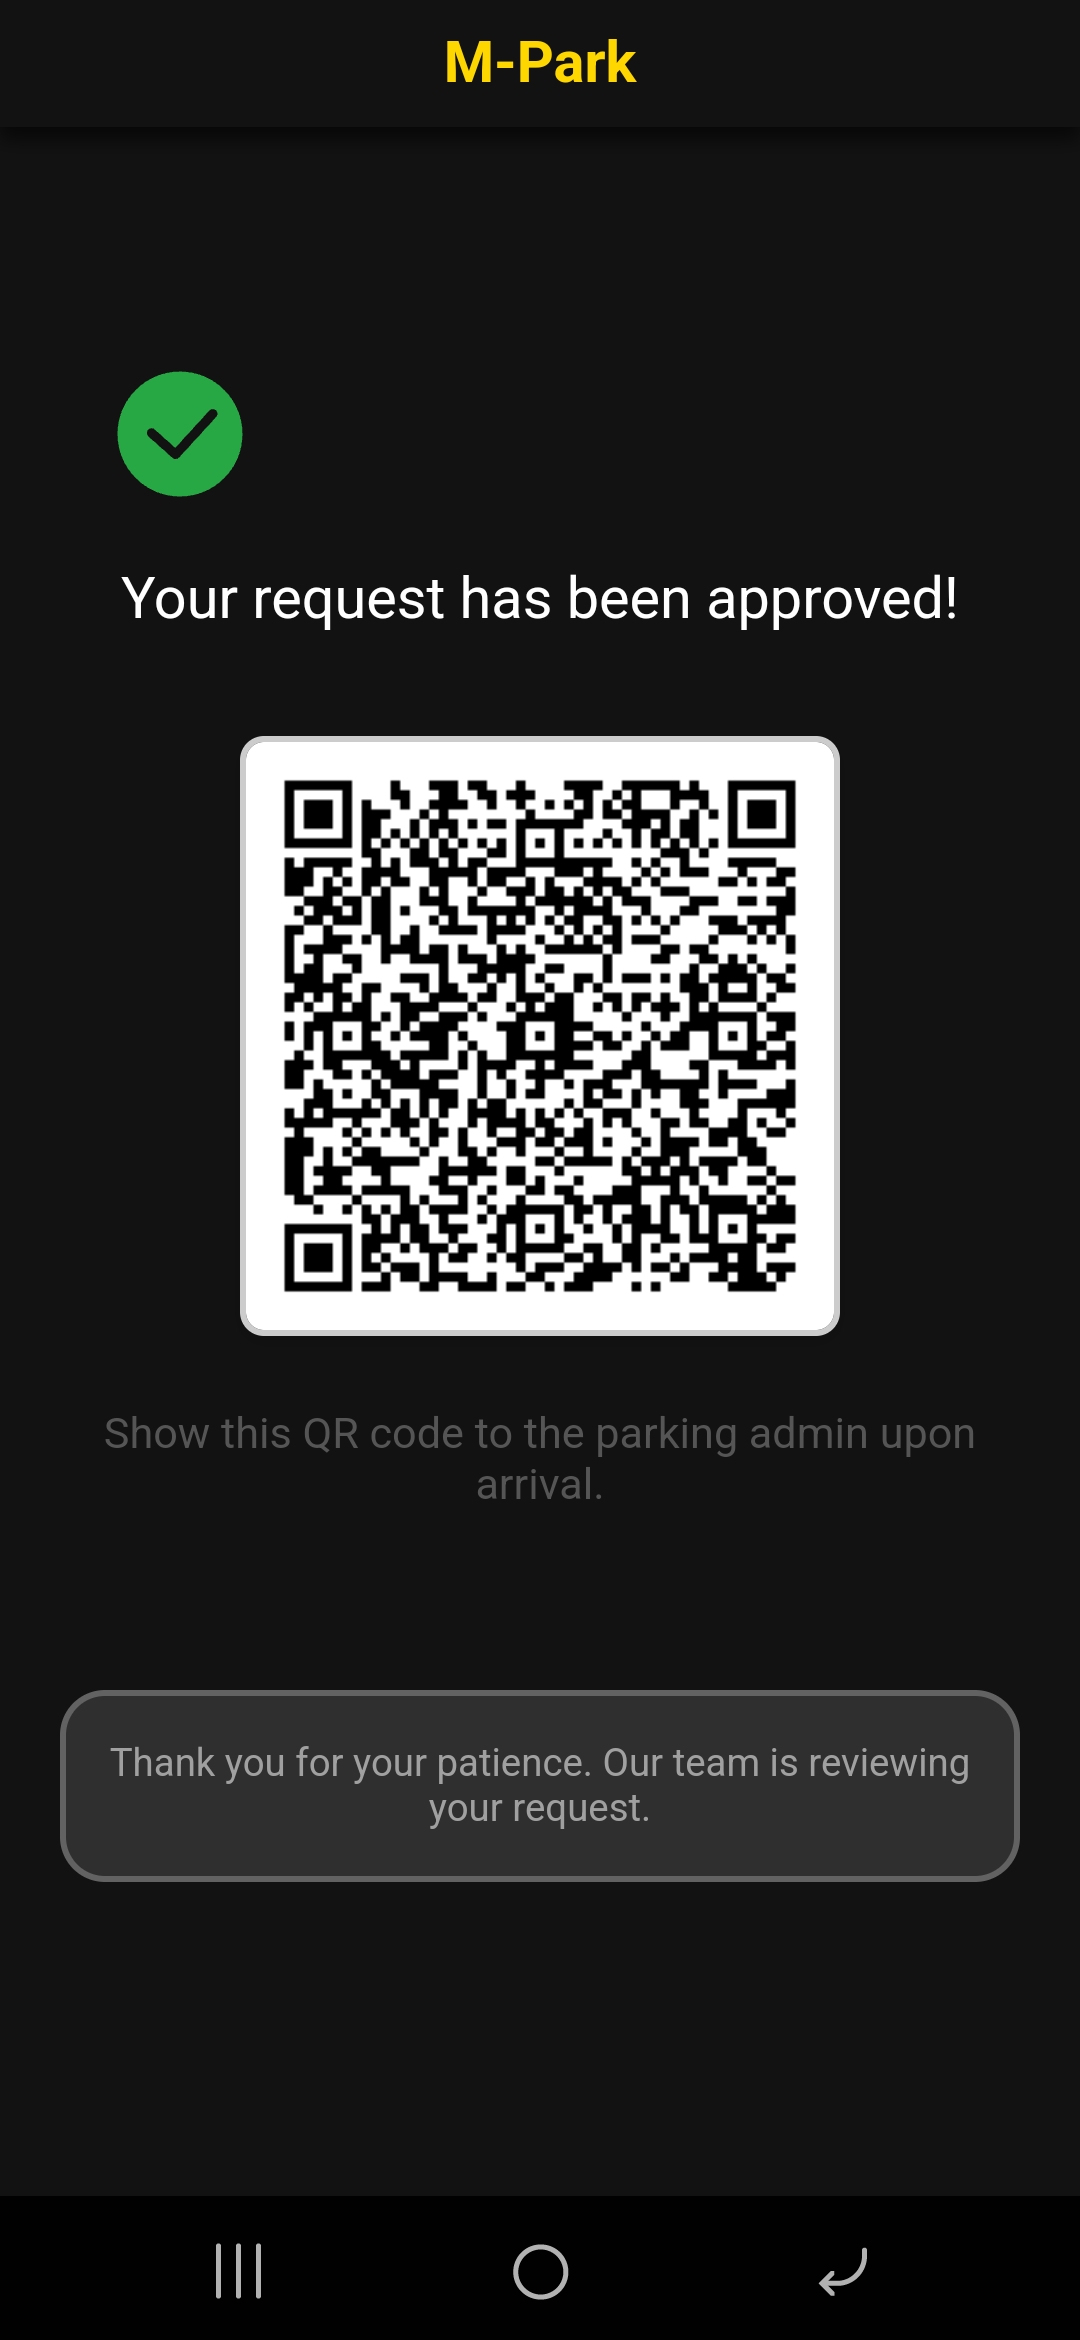 M-Park
Your request has been approved!
Show this QR code to the parking admin upon
arrival.
Thank you for your patience. Our team is reviewing
your request.